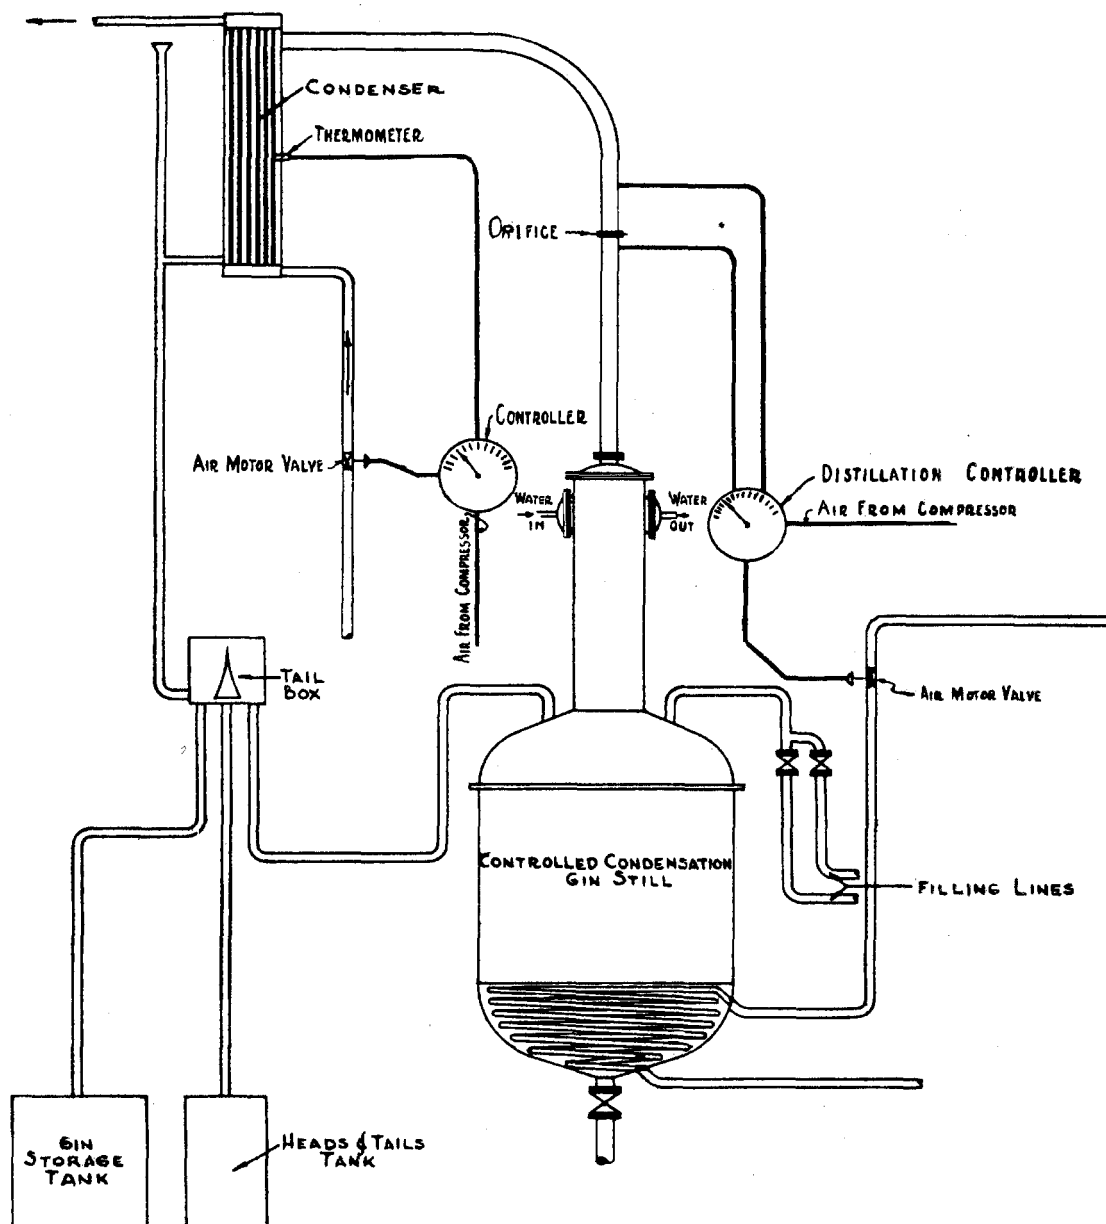 CONDENSER
THERMOMETER
ORIFICE
CONTROLLER
AIR MOTOR VALVE
DISTILLATION CONTROLLER
WATER
IN
WATER
OUT
AIR FROM COMPRESSOR
AIR FROM COMPRESSOR
TAIL
BOX
AIR MOTOR VALVE
CONTROLLED CONDENSATION
GIN STILL
FILLING LINES
GIN
STORAGE
TANK
HEADS & TAILS
TANK